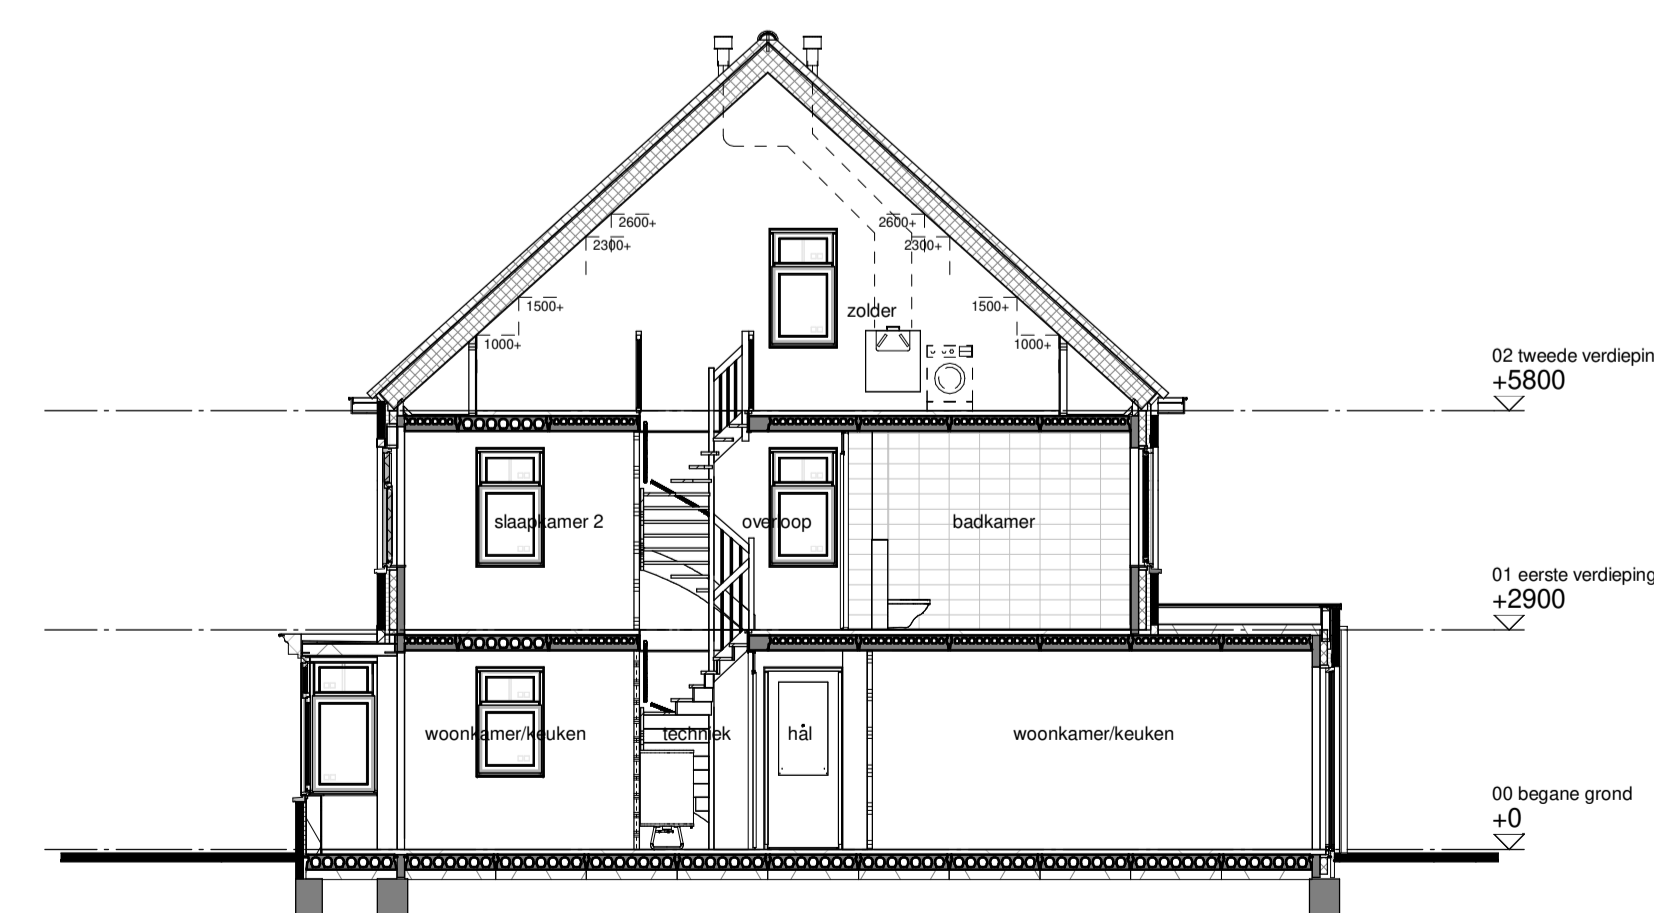 2600+ 2600+
2300+ 2300+
1500+ zolder 1500+
1000+ 1000+
02 tweede verdiepin
+5800
slaapkamer 2 overloop badkamer
01 eerste verdieping
+2900
woonkamer/keuken techniek hal woonkamer/keuken
00 begane grond
+0